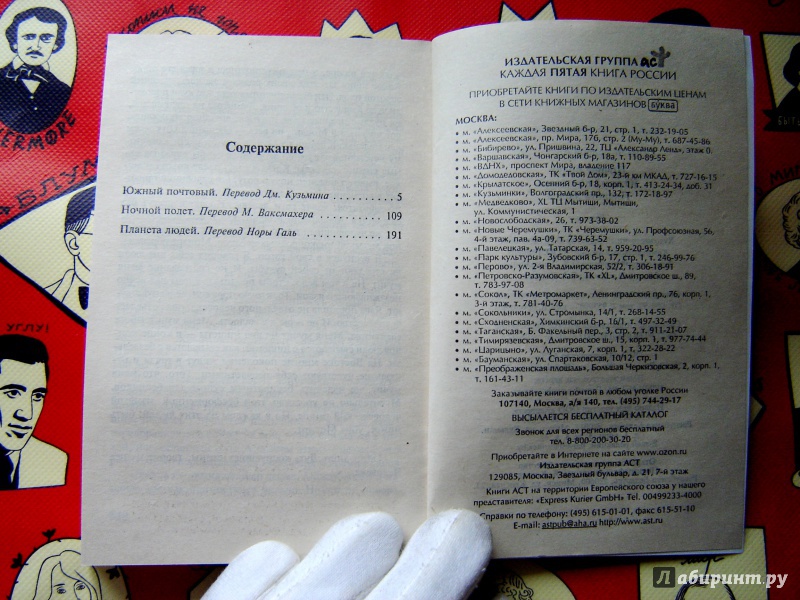 Содержание
Южный почтовый. Перевод Дм. Кузьмина . . . . . . . . . . 5
Ночной полет. Перевод М. Ваксмахера . . . . . . . . . . . 109
Планета людей. Перевод Норы Галь . . . . . . . . . . . 191
ИЗДАТЕЛЬСКАЯ ГРУППА аст
КАЖДАЯ ПЯТАЯ КНИГА РОССИИ
ПРИОБРЕТАЙТЕ КНИГИ ПО ИЗДАТЕЛЬСКИМ ЦЕНАМ
В СЕТИ КНИЖНЫХ МАГАЗИНОВ буква
МОСКВА:
• м. «Алексеевская», Звездный б-р, 21, стр. 1, т. 232-19-05
• м. «Алексеевская», пр. Мира, 176, стр. 2 (Му-Му), т. 687-45-86
• м. «Бибирево», ул. Пришвина, 22, ТЦ «Александр Ленд», этаж 0.
• м. «Варшавская», Чонгарский б-р, 18а, т. 110-89-55
• м. «ВДНХ», проспект Мира, владение 117
• м. «Домодедовская», ТК «Твой Дом», 23-й км МКАД, т. 727-16-15
• м. «Крылатское», Осенний б-р, 18, корп. 1, т. 413-24-34, доб. 31
• м. «Кузьминки», Волгоградский пр., 132, т. 172-18-97
• м. «Медведково», XL ТЦ Мытищи, Мытищи,
ул. Коммунистическая, 1
• м. «Новослободская», 26, т. 973-38-02
• м. «Новые Черемушки», ТК «Черемушки», ул. Профсоюзная, 56,
4-й этаж, пав. 4а-09, т. 739-63-52
• м. «Павелецкая», ул. Татарская, 14, т. 959-20-95
• м. «Парк культуры», Зубовский б-р, 17, стр. 1, т. 246-99-76
• м. «Перово», ул. 2-я Владимирская, 52/2, т. 306-18-91
• м. «Петровско-Разумовская», ТК «XL», Дмитровское ш., 89,
т. 783-97-08
• м. «Сокол», ТК «Метромаркет», Ленинградский пр., 76, корп. 1,
3-й этаж, т. 781-40-76
• м. «Сокольники», ул. Стромынка, 14/1, т. 268-14-55
• м. «Сходненская», Химкинский б-р, 16/1, т. 497-32-49
• м. «Таганская», Б. Факельный пер., 3, стр. 2, т. 911-21-07
• м. «Тимирязевская», Дмитровское ш., 15, корп. 1, т. 977-74-44
• м. «Царицыно», ул. Луганская, 7, корп. 1, т. 322-28-22
• м. «Бауманская», ул. Спартаковская, 10/12, стр. 1
• м. «Преображенская площадь», Большая Черкизовская, 2, корп. 1,
т. 161-43-11
Заказывайте книги почтой в любом уголке России
107140, Москва, а/я 140, тел. (495) 744-29-17
ВЫСЫЛАЕТСЯ БЕСПЛАТНЫЙ КАТАЛОГ
Звонок для всех регионов бесплатный
тел. 8-800-200-30-20
Приобретайте в Интернете на сайте www.ozon.ru
Издательская группа АСТ
129085, Москва, Звездный бульвар, д. 21, 7-й этаж
Книги АСТ на территории Европейского союза у нашего
представителя: «Express Kurier GmbH» Tel. 00499233-4000
Справки по телефону: (495) 615-01-01, факс 615-51-10
E-mail: astpub@aha.ru http://www.ast.ru
УГЛУ!
Лабиринт.ру